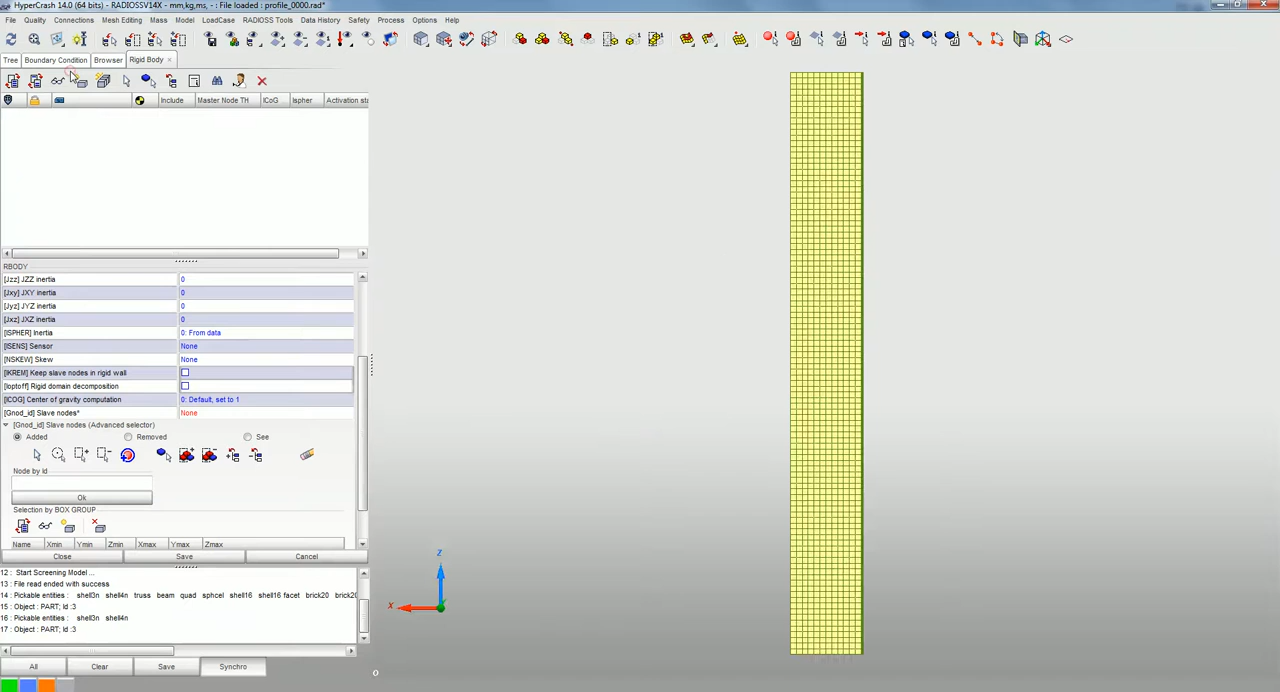 HyperCrash 14.0 (64 bits) - RADIOSSV14X - mm,kg,ms, - : File loaded : profile_0000.rad*
File Quality Connections Mesh Editing Mass Model LoadCase RADIOSS Tools Data History Safety Process Options Help
Tree Boundary Condition Browser Rigid Body ×
Include Master Node TH ICoG Ispher Activation sta
RBODY
[Jzz] JZZ inertia 0
[Jxy] JXY inertia 0
[Jyz] JYZ inertia 0
[Jxz] JXZ inertia 0
[ISPHER] Inertia 0: From data
[ISENS] Sensor None
[NSKEW] Skew None
[IKREM] Keep slave nodes in rigid wall
[Ioptoff] Rigid domain decomposition
[ICOG] Center of gravity computation 0: Default, set to 1
[Gnod_id] Slave nodes* None
[Gnod_id] Slave nodes (Advanced selector)
Added Removed See
Node by Id
Ok
Selection by BOX GROUP
Name Xmin Ymin Zmin Xmax Ymax Zmax
Close Save Cancel
12 : Start Screening Model ...
13 : File read ended with success
14 : Pickable entities : shell3n shell4n truss beam quad sphcel shell16 shell16 facet brick20 brick20
15 : Object : PART; Id :3
16 : Pickable entities : shell3n shell4n
17 : Object : PART; Id :3
All Clear Save Synchro
z
x
o